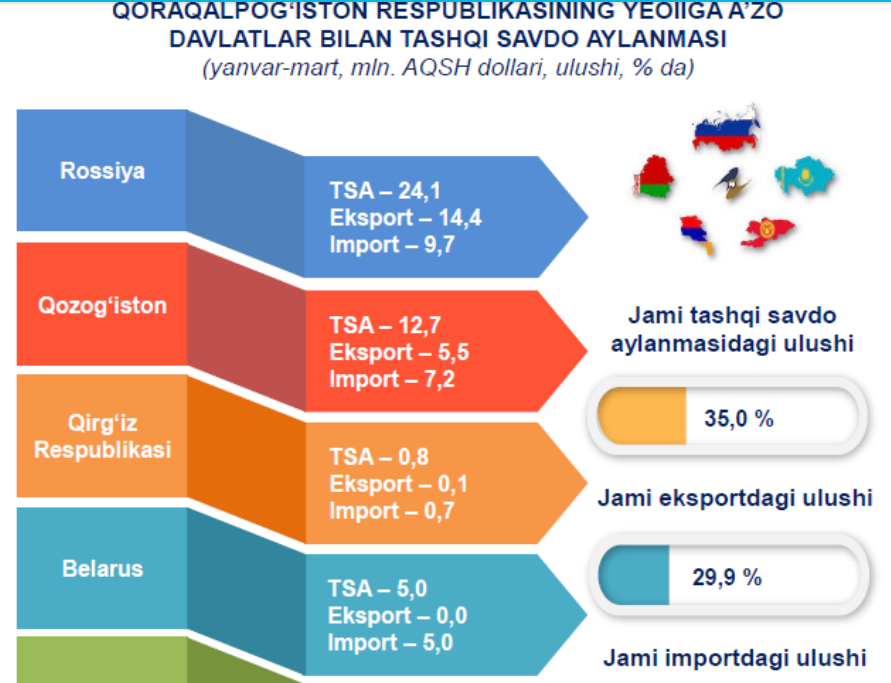 QORAQALPOG‘ISTON RESPUBLIKASINING YEOIIGA A’ZO
DAVLATLAR BILAN TASHQI SAVDO AYLANMASI
(yanvar-mart, mln. AQSH dollari, ulushi, % da)
Rossiya
TSA – 24,1
Eksport – 14,4
Import – 9,7
Qozog‘iston
TSA – 12,7
Eksport – 5,5
Import – 7,2
Qirg‘iz
Respublikasi
TSA – 0,8
Eksport – 0,1
Import – 0,7
Belarus
TSA – 5,0
Eksport – 0,0
Import – 5,0
Jami tashqi savdo
aylanmasidagi ulushi
35,0 %
Jami eksportdagi ulushi
29,9 %
Jami importdagi ulushi